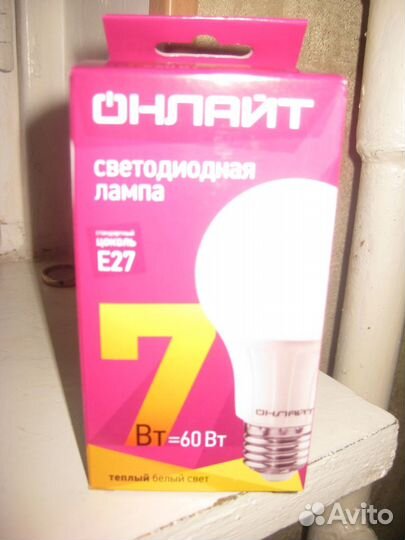 ОНЛАЙТ
светодиодная
лампа
стандартный
цоколь
E27
7
Вт=60 Вт
ОНЛАЙТ
теплый белый свет
Avito